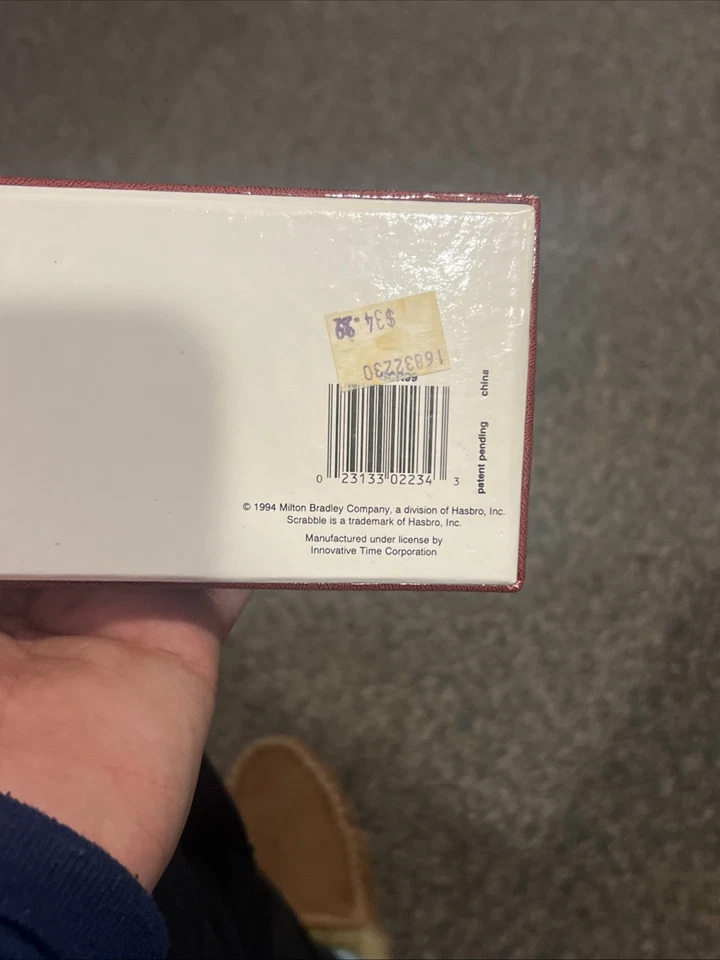 $34.99
16832230
0 23133 02234 3
patent pending china
© 1994 Milton Bradley Company, a division of Hasbro, Inc.
Scrabble is a trademark of Hasbro, Inc.
Manufactured under license by
Innovative Time Corporation